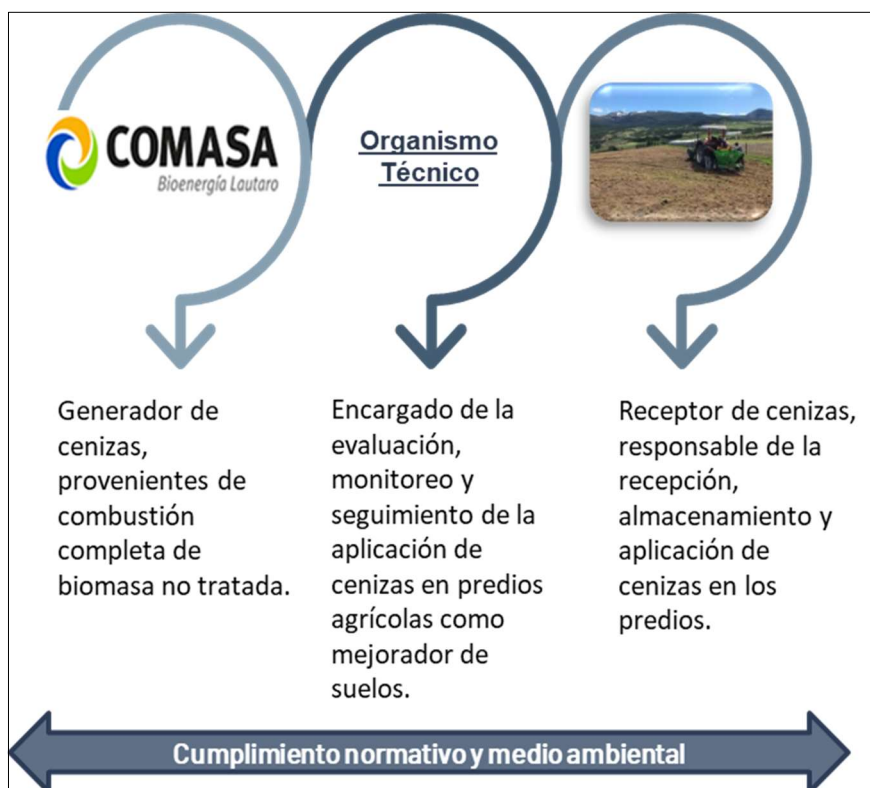 COMASA
Bioenergía Lautaro
Organismo
Técnico
Generador de
cenizas,
provenientes de
combustión
completa de
biomasa no tratada.
Encargado de la
evaluación,
monitoreo y
seguimiento de la
aplicación de
cenizas en predios
agrícolas como
mejorador de
suelos.
Receptor de cenizas,
responsable de la
recepción,
almacenamiento y
aplicación de
cenizas en los
predios.
Cumplimiento normativo y medio ambiental